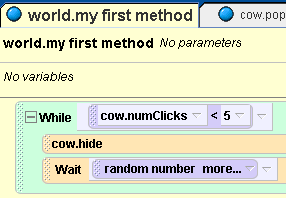 world.my first method cow.pop
world.my first method No parameters
No variables
While cow.numClicks < 5
cow.hide
Wait random number more...